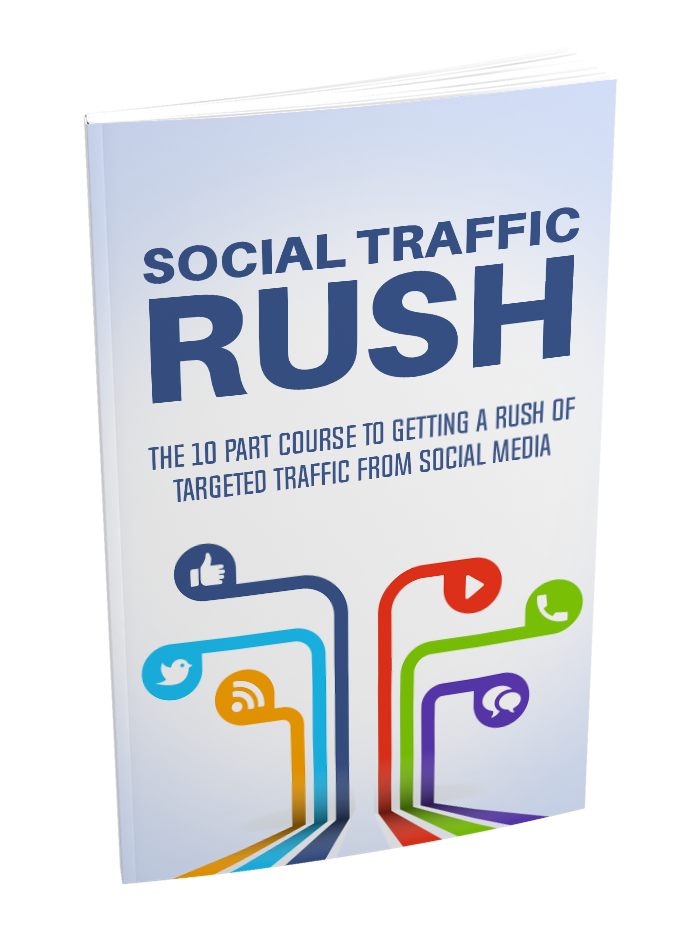 SOCIAL TRAFFIC
RUSH
THE 10 PART COURSE TO GETTING A RUSH OF
TARGETED TRAFFIC FROM SOCIAL MEDIA